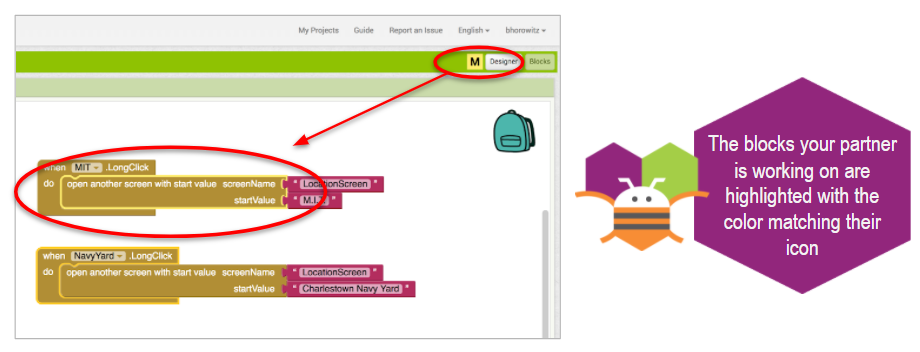 My Projects Guide Report an Issue English bhorowitz
M Designer Blocks
when MIT .LongClick
do open another screen with start value screenName " LocationScreen "
startValue " M.I.T "
when NavyYard .LongClick
do open another screen with start value screenName " LocationScreen "
startValue " Charlestown Navy Yard "
The blocks your partner
is working on are
highlighted with the
color matching their
icon